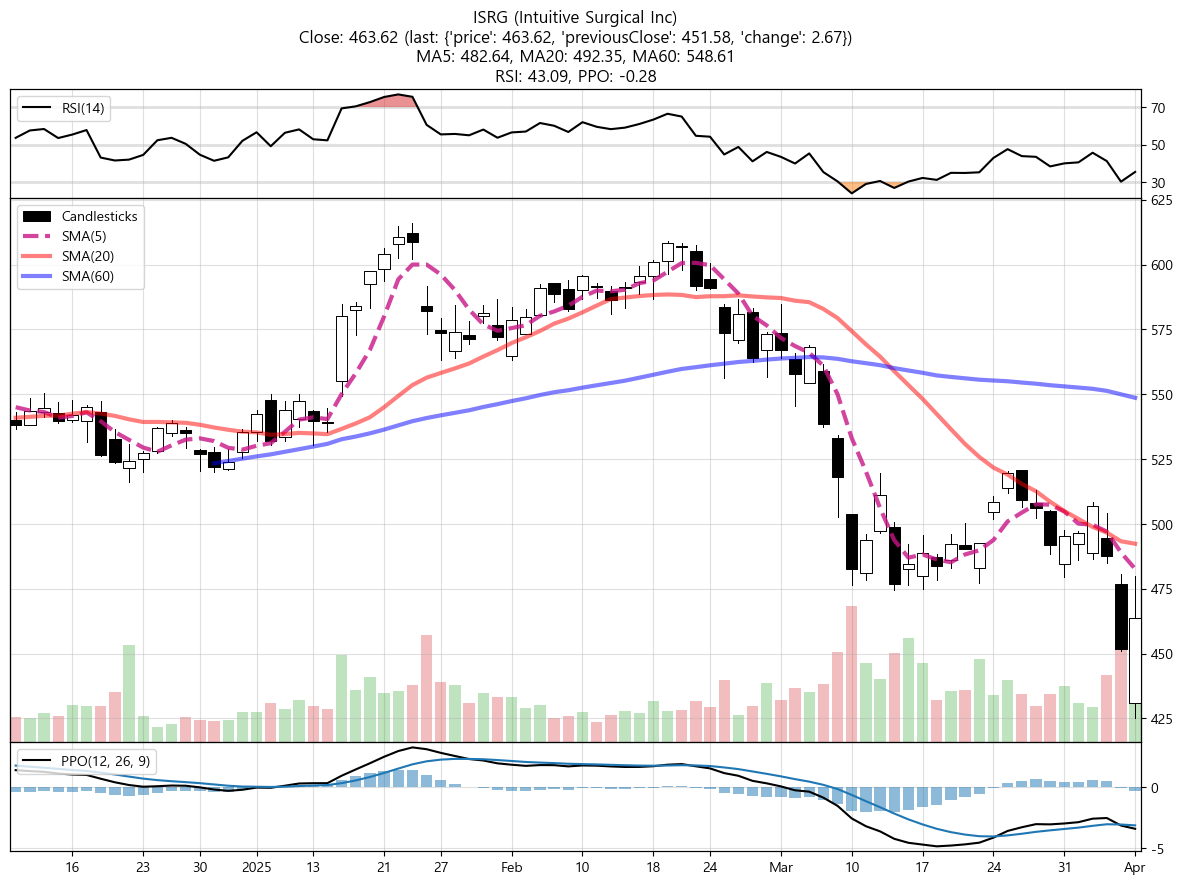 ISRG (Intuitive Surgical Inc)
Close: 463.62 (last: {'price': 463.62, 'previousClose': 451.58, 'change': 2.67})
MA5: 482.64, MA20: 492.35, MA60: 548.61
RSI: 43.09, PPO: -0.28
RSI(14)
70
50
30
Candlesticks
SMA(5)
SMA(20)
SMA(60)
625
600
575
550
525
500
475
450
425
PPO(12, 26, 9)
0
-5
16 23 30 2025 13 21 27 Feb 10 18 24 Mar 10 17 24 31 Apr